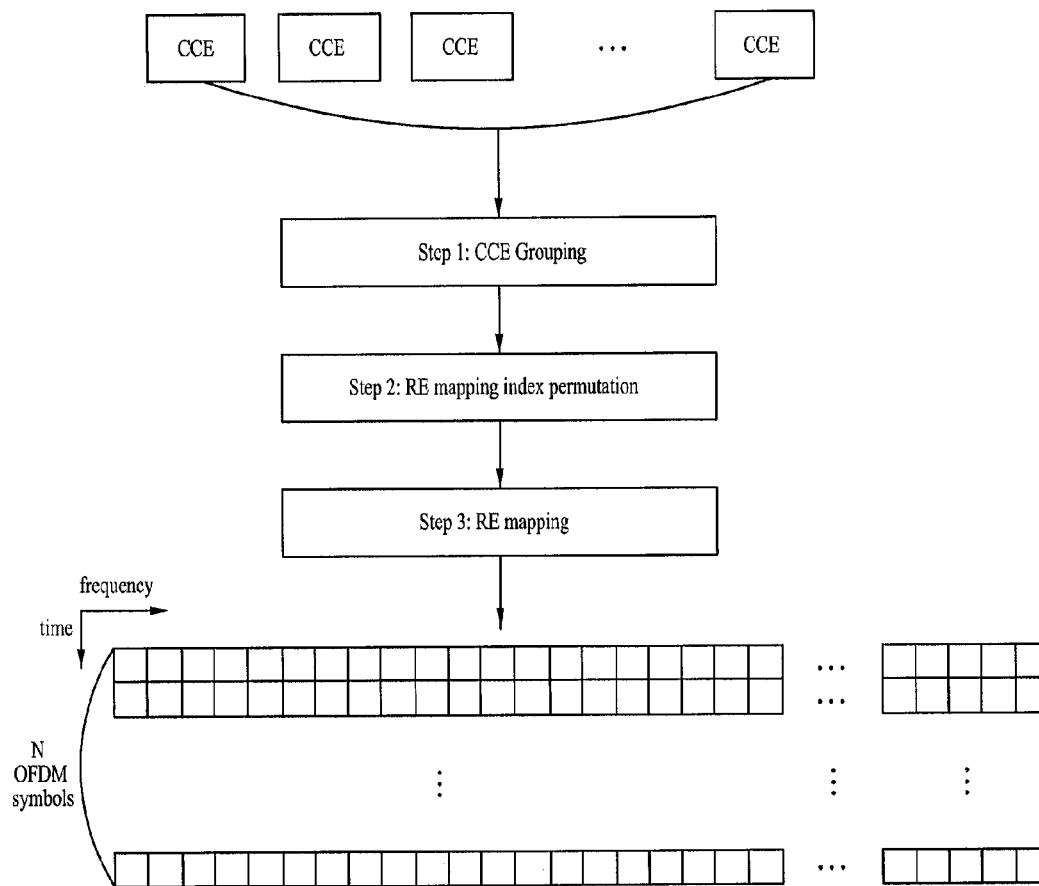 CCE CCE CCE ... CCE
Step 1: CCE Grouping
Step 2: RE mapping index permutation
Step 3: RE mapping
frequency
time
N
OFDM
symbols